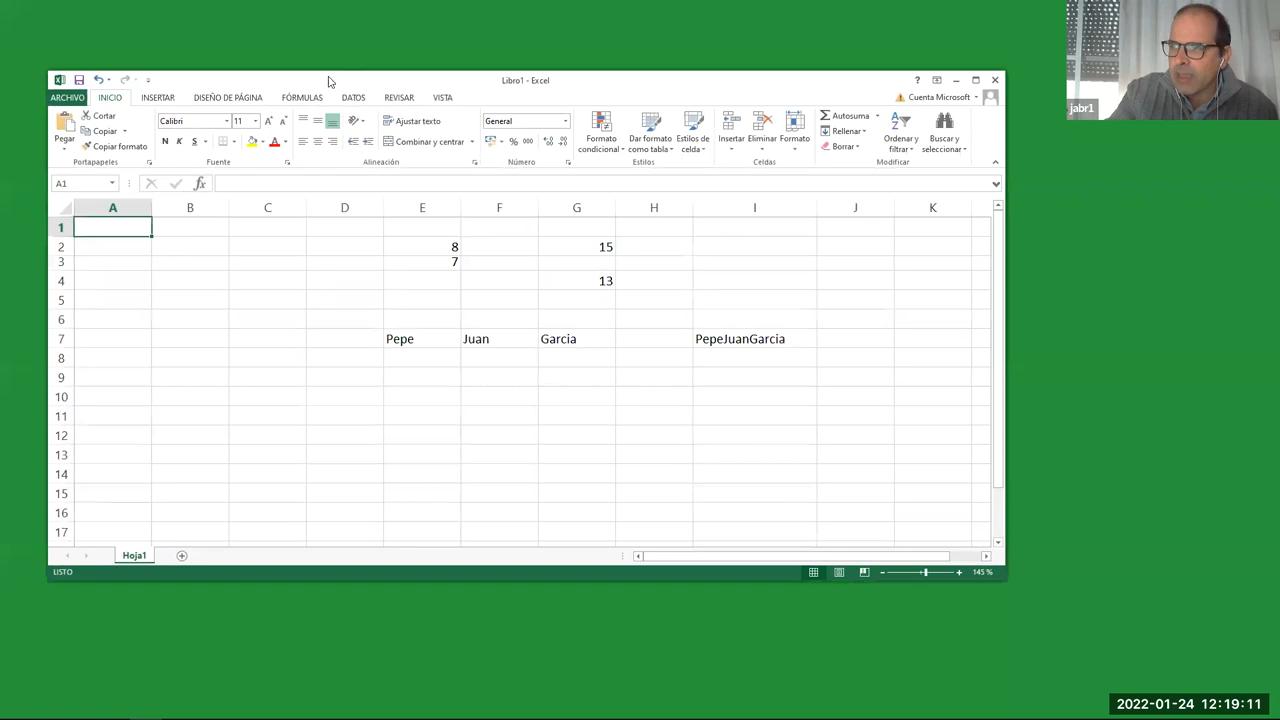 Libro1 - Excel
ARCHIVO INICIO INSERTAR DISEÑO DE PÁGINA FÓRMULAS DATOS REVISAR VISTA Cuenta Microsoft
jabr1
Pegar
Cortar
Copiar
Copiar formato
Portapapeles
Calibri 11
N K S
Fuente
Ajustar texto
Combinar y centrar
Alineación
General
% 000
Número
Formato condicional
Dar formato como tabla
Estilos de celda
Estilos
Insertar
Eliminar
Formato
Celdas
Autosuma
Rellenar
Borrar
Ordenar y filtrar
Buscar y seleccionar
Modificar
A1 fx
A B C D E F G H I J K
1
2 8 15
3 7
4 13
5
6
7 Pepe Juan Garcia PepeJuanGarcia
8
9
10
11
12
13
14
15
16
17
Hoja1
LISTO 145 %
2022-01-24 12:19:11